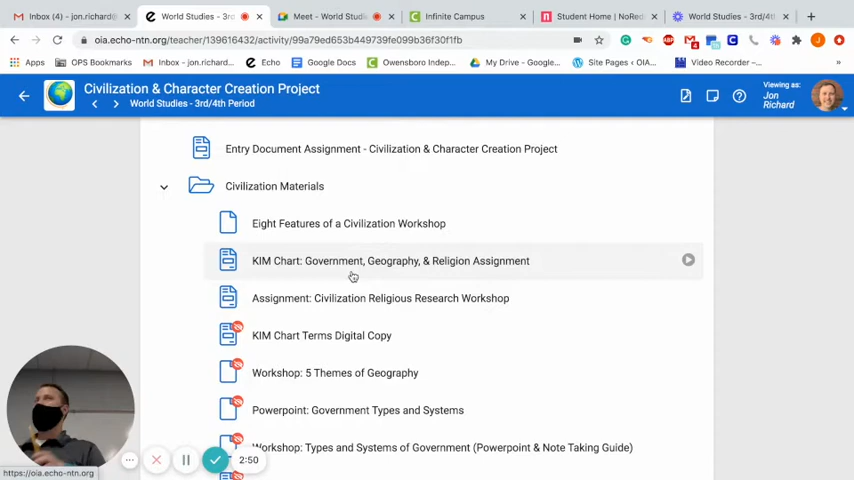 Inbox (4) - jon.richard@
World Studies - 3rd
Meet - World Studi
Infinite Campus
Student Home | NoRed
World Studies - 3rd/4t
oia.echo-ntn.org/teacher/139616432/activity/99a79ed653b449739fe099b36f30f1fb
Apps
OPS Bookmarks
Inbox (4) - jon.richar...
Echo
Google Docs
Owensboro Indep...
My Drive - Google...
Site Pages < OIA...
Video Recorder –...
Civilization & Character Creation Project
World Studies - 3rd/4th Period
Viewing as:
Jon
Richard
Entry Document Assignment - Civilization & Character Creation Project
Civilization Materials
Eight Features of a Civilization Workshop
KIM Chart: Government, Geography, & Religion Assignment
Assignment: Civilization Religious Research Workshop
KIM Chart Terms Digital Copy
Workshop: 5 Themes of Geography
Powerpoint: Government Types and Systems
Workshop: Types and Systems of Government (Powerpoint & Note Taking Guide)
2:50
https://oia.echo-ntn.org